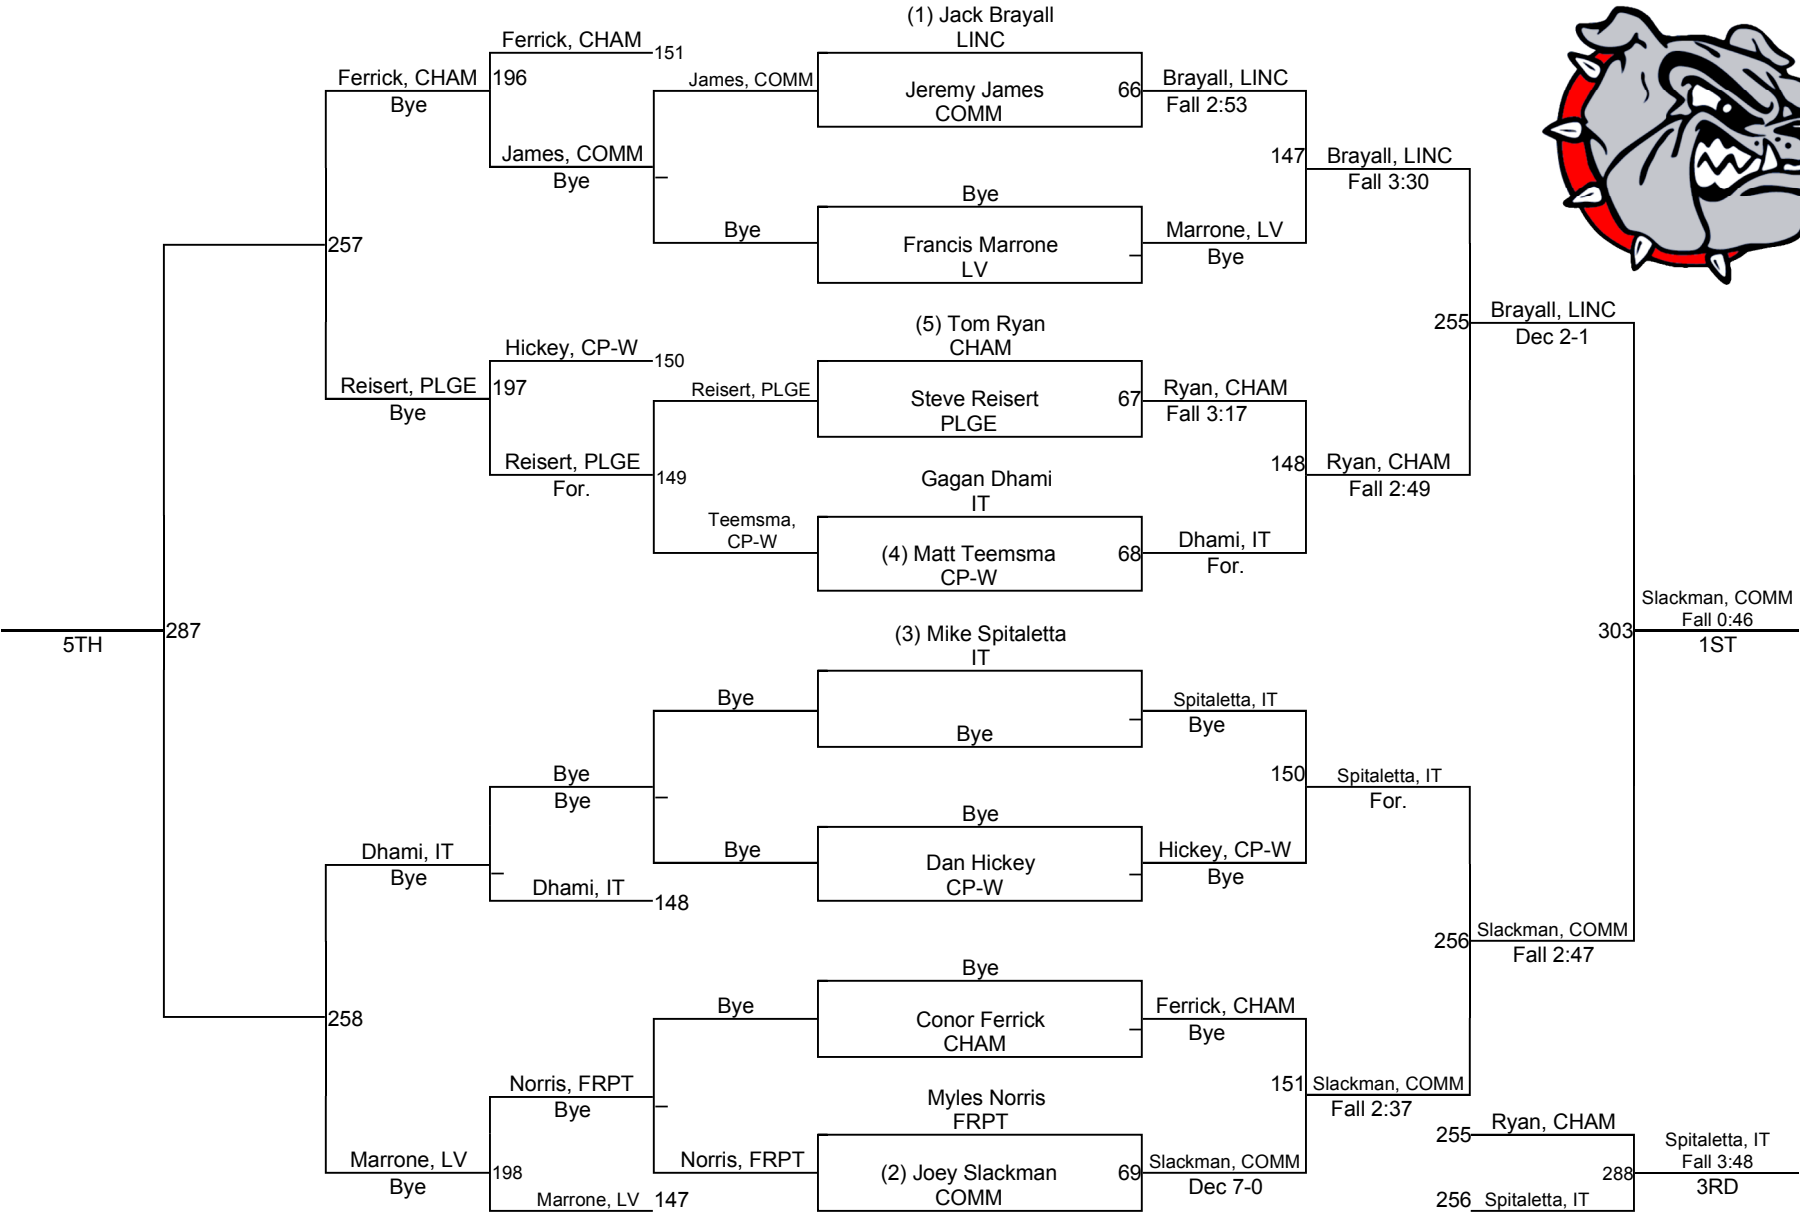 (1) Jack Brayall
LINC
Ferrick, CHAM
151
Ferrick, CHAM
196
Bye
James, COMM
Jeremy James
COMM
66
Brayall, LINC
Fall 2:53
James, COMM
Bye
147
Brayall, LINC
Fall 3:30
Bye
Bye
Francis Marrone
LV
Marrone, LV
Bye
257
(5) Tom Ryan
CHAM
255
Brayall, LINC
Dec 2-1
Hickey, CP-W
150
Reisert, PLGE
197
Bye
Reisert, PLGE
Steve Reisert
PLGE
67
Ryan, CHAM
Fall 3:17
Reisert, PLGE
For.
149
148
Ryan, CHAM
Fall 2:49
Gagan Dhami
IT
Teemsma,
CP-W
(4) Matt Teemsma
CP-W
68
Dhami, IT
For.
5TH
287
(3) Mike Spitaletta
IT
303
Slackman, COMM
Fall 0:46
1ST
Bye
Bye
Spitaletta, IT
Bye
Bye
Bye
150
Spitaletta, IT
For.
Bye
Bye
Dan Hickey
CP-W
Hickey, CP-W
Bye
Dhami, IT
Bye
Dhami, IT
148
256
Slackman, COMM
Fall 2:47
Bye
Bye
Conor Ferrick
CHAM
Ferrick, CHAM
Bye
258
Norris, FRPT
Bye
Myles Norris
FRPT
151
Slackman, COMM
Fall 2:37
Marrone, LV
Bye
198
Norris, FRPT
(2) Joey Slackman
COMM
69
Slackman, COMM
Dec 7-0
Marrone, LV
147
255
Ryan, CHAM
288
Spitaletta, IT
Fall 3:48
3RD
256
Spitaletta, IT